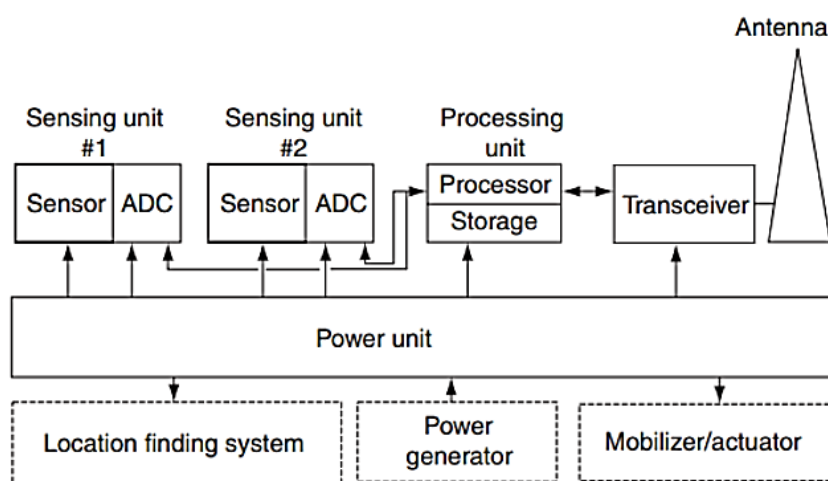 Antenna
Sensing unit
#1
Sensing unit
#2
Processing
unit
Sensor
ADC
Sensor
ADC
Processor
Storage
Transceiver
Power unit
Location finding system
Power
generator
Mobilizer/actuator